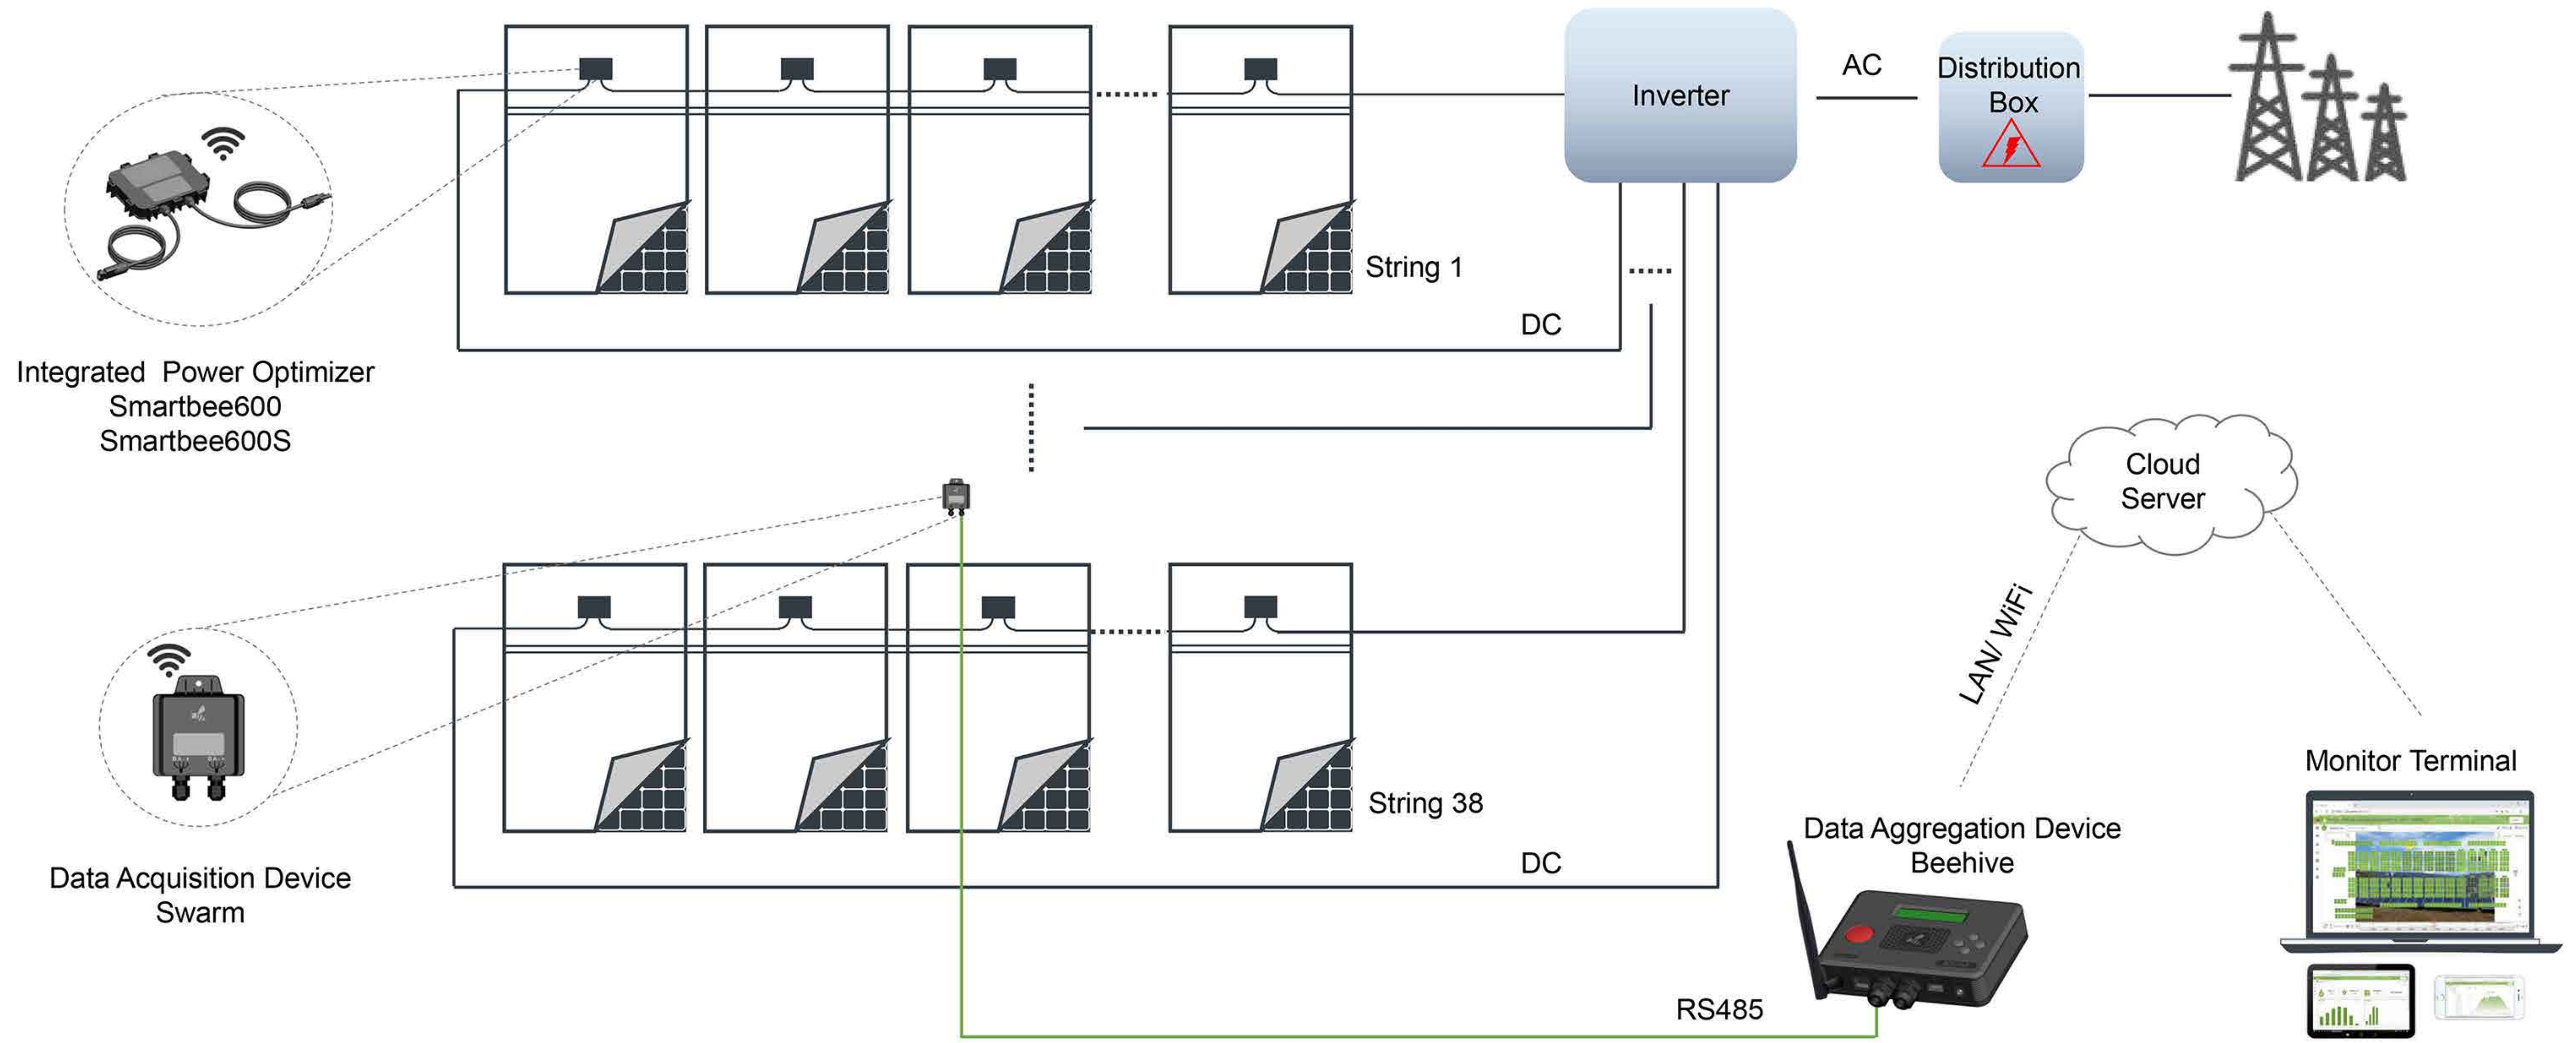 Inverter
AC
Distribution
Box
String 1
DC
Integrated  Power Optimizer
Smartbee600
Smartbee600S
Cloud
Server
LAN/ WiFi
String 38
DC
Data Acquisition Device
Swarm
Data Aggregation Device
Beehive
Monitor Terminal
RS485